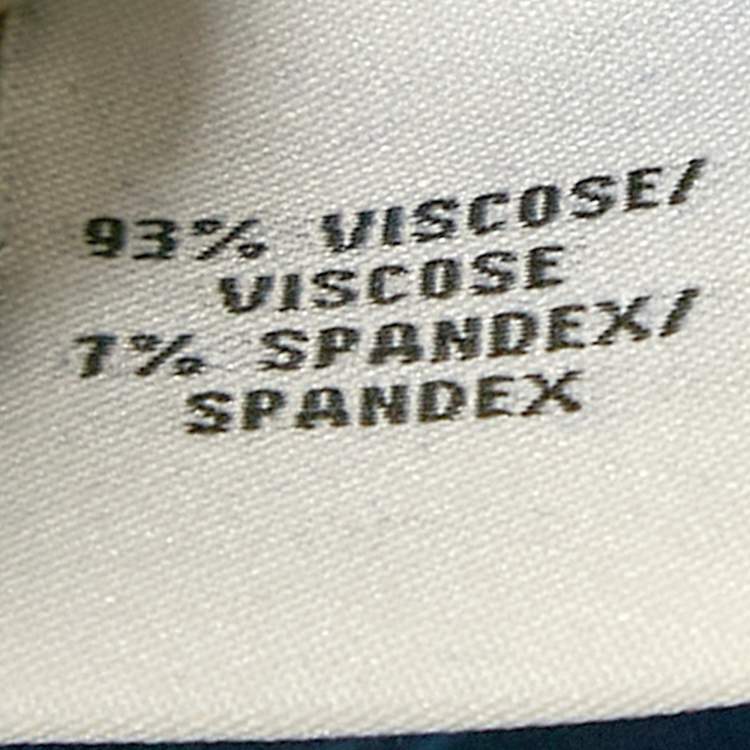 93% VISCOSE/
VISCOSE
7% SPANDEX/
SPANDEX